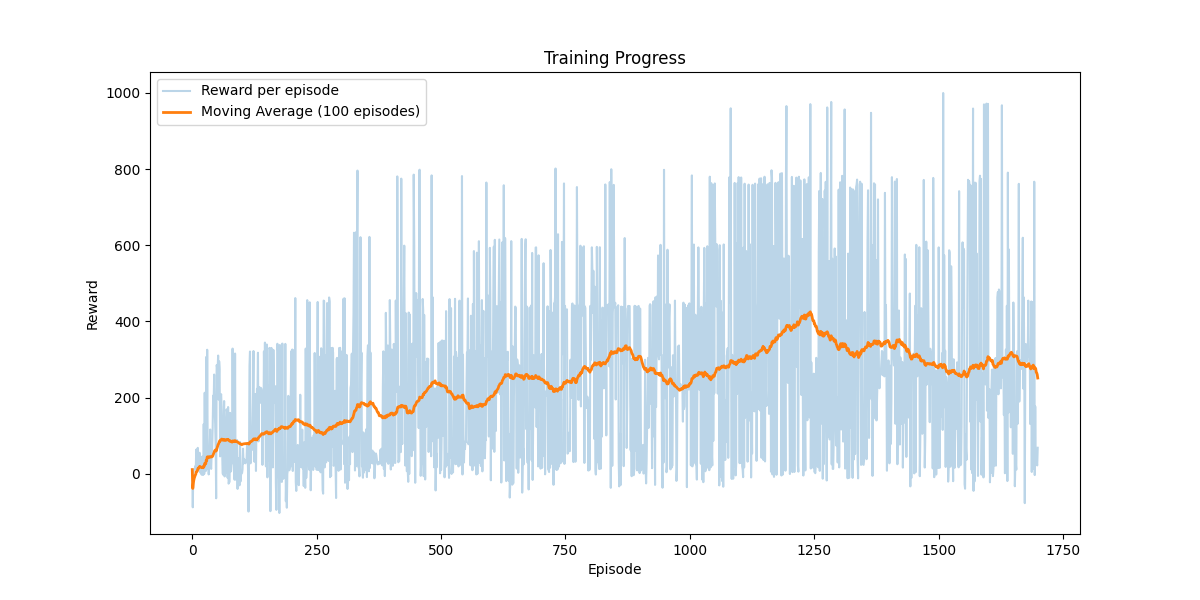 Training Progress
Reward per episode
Moving Average (100 episodes)
1000
800
600
400
200
0
Reward
0 250 500 750 1000 1250 1500 1750
Episode